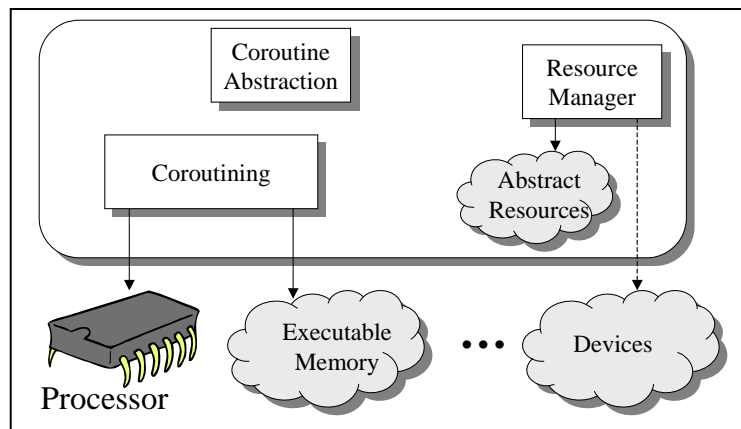 Coroutine
Abstraction
Resource
Manager
Coroutining
Abstract
Resources
Executable
Memory
Devices
Processor